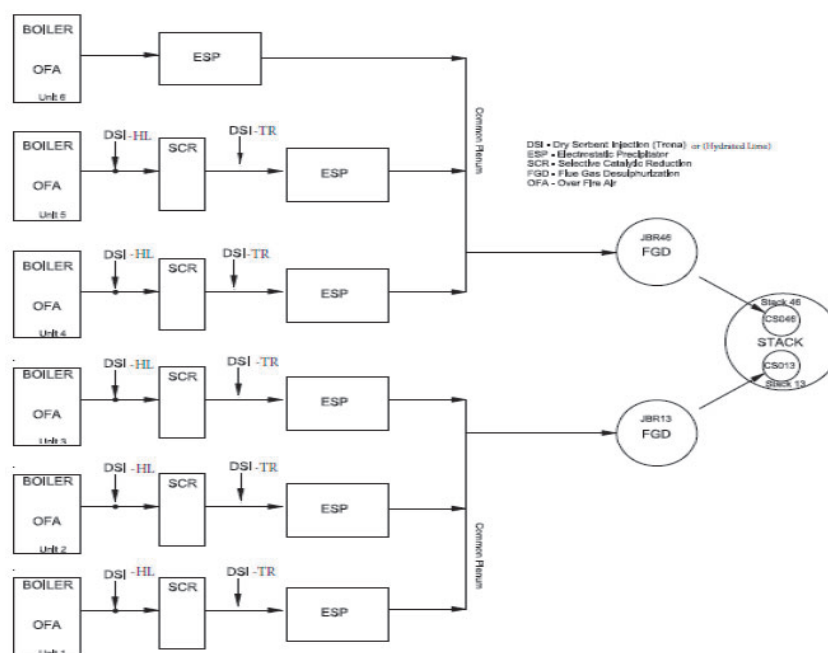 BOILER
OFA
Unit 6
ESP
BOILER
OFA
Unit 5
DSI-HL
SCR
DSI-TR
ESP
Common Plenum
DSI - Dry Sorbent Injection (Trona) or (Hydrated Lime)
ESP - Electrostatic Precipitator
SCR - Selective Catalytic Reduction
FGD - Flue Gas Desulphurization
OFA - Over Fire Air
BOILER
OFA
Unit 4
DSI-HL
SCR
DSI-TR
ESP
JBR46
FGD
Stack 46
CS046
STACK
CS013
Stack 13
BOILER
OFA
Unit 3
DSI-HL
SCR
DSI-TR
ESP
JBR13
FGD
BOILER
OFA
Unit 2
DSI-HL
SCR
DSI-TR
ESP
Common Plenum
BOILER
OFA
Unit 1
DSI-HL
SCR
DSI-TR
ESP